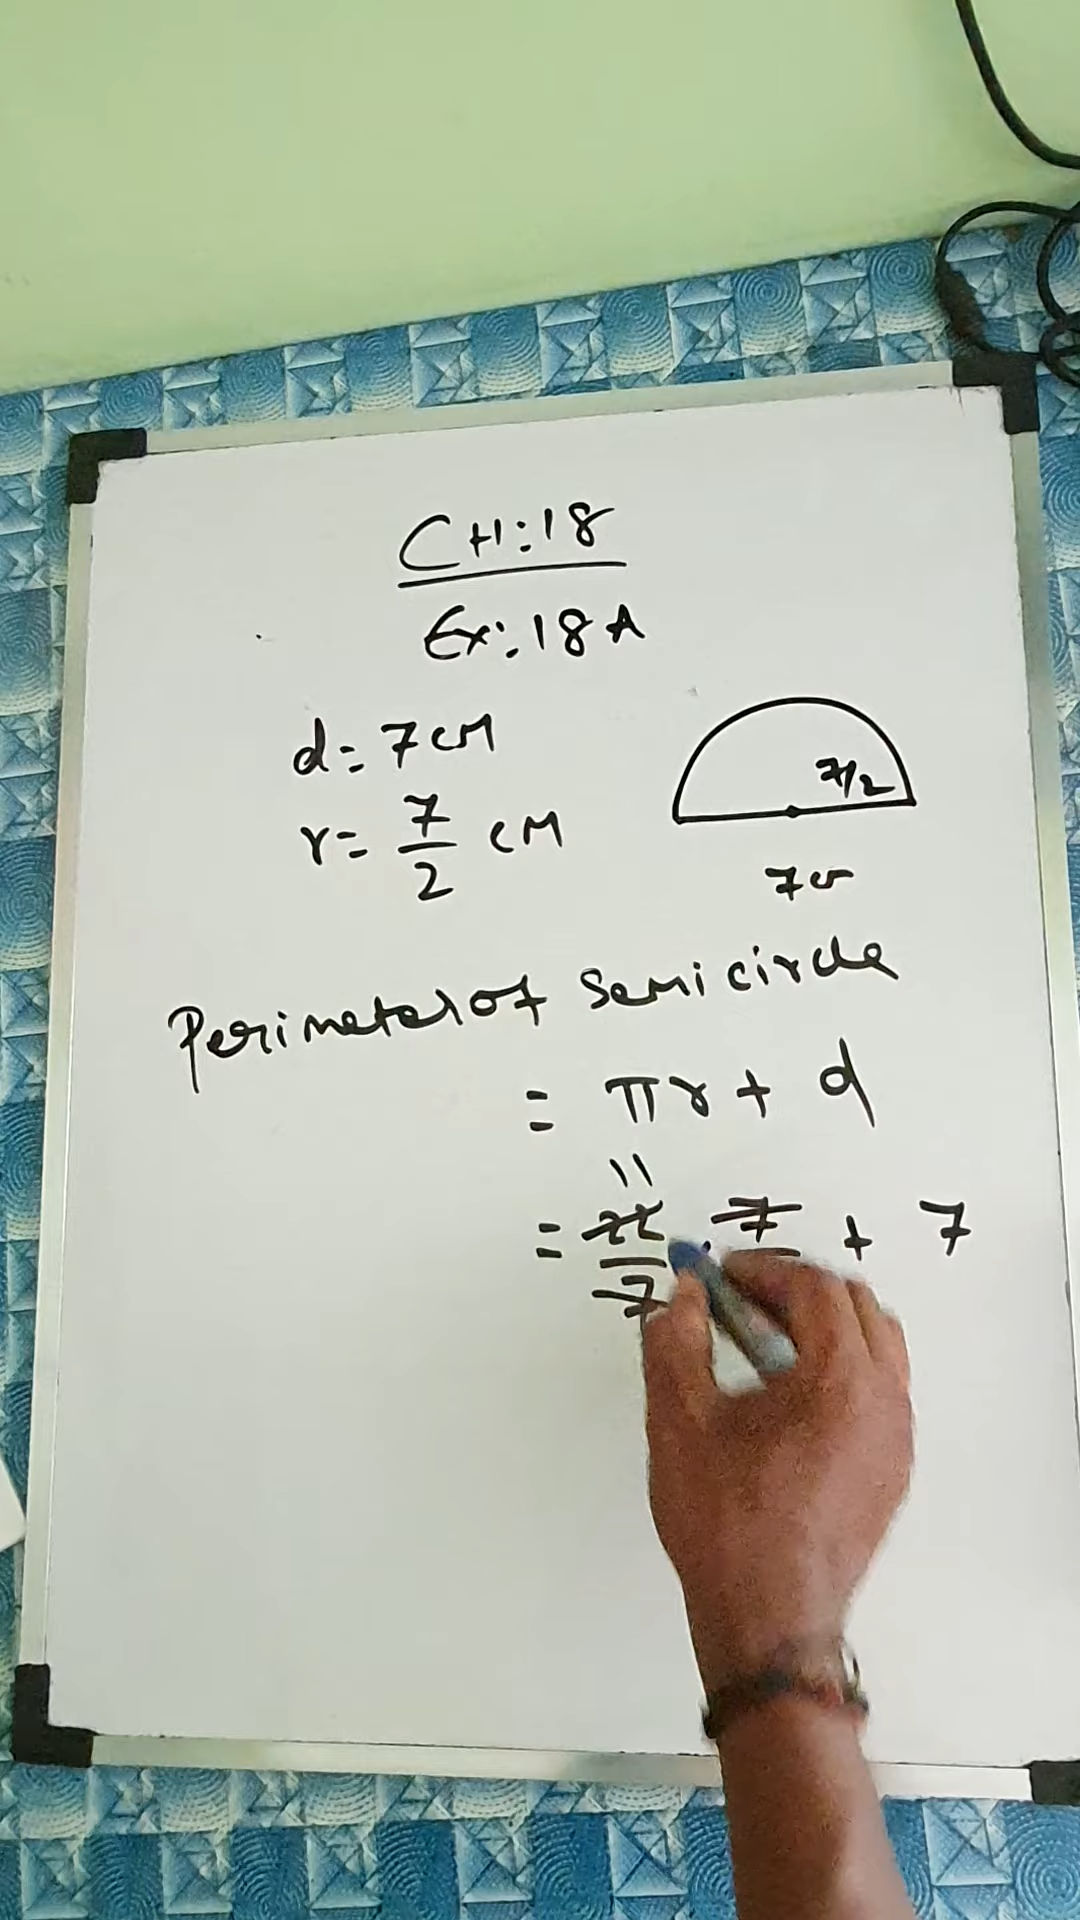 CH:18
Ex:18A
d=7cm
r=7/2 cm
7/2
7c
Perimeter of Semicircle
= πr + d
11
= 22/7 · 7 + 7